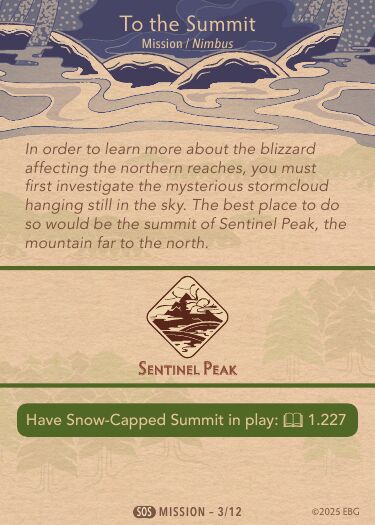 To the Summit
Mission / Nimbus
In order to learn more about the blizzard
affecting the northern reaches, you must
first investigate the mysterious stormcloud
hanging still in the sky. The best place to do
so would be the summit of Sentinel Peak, the
mountain far to the north.
SENTINEL PEAK
Have Snow-Capped Summit in play: 1.227
SOS MISSION – 3/12
©2025 EBG